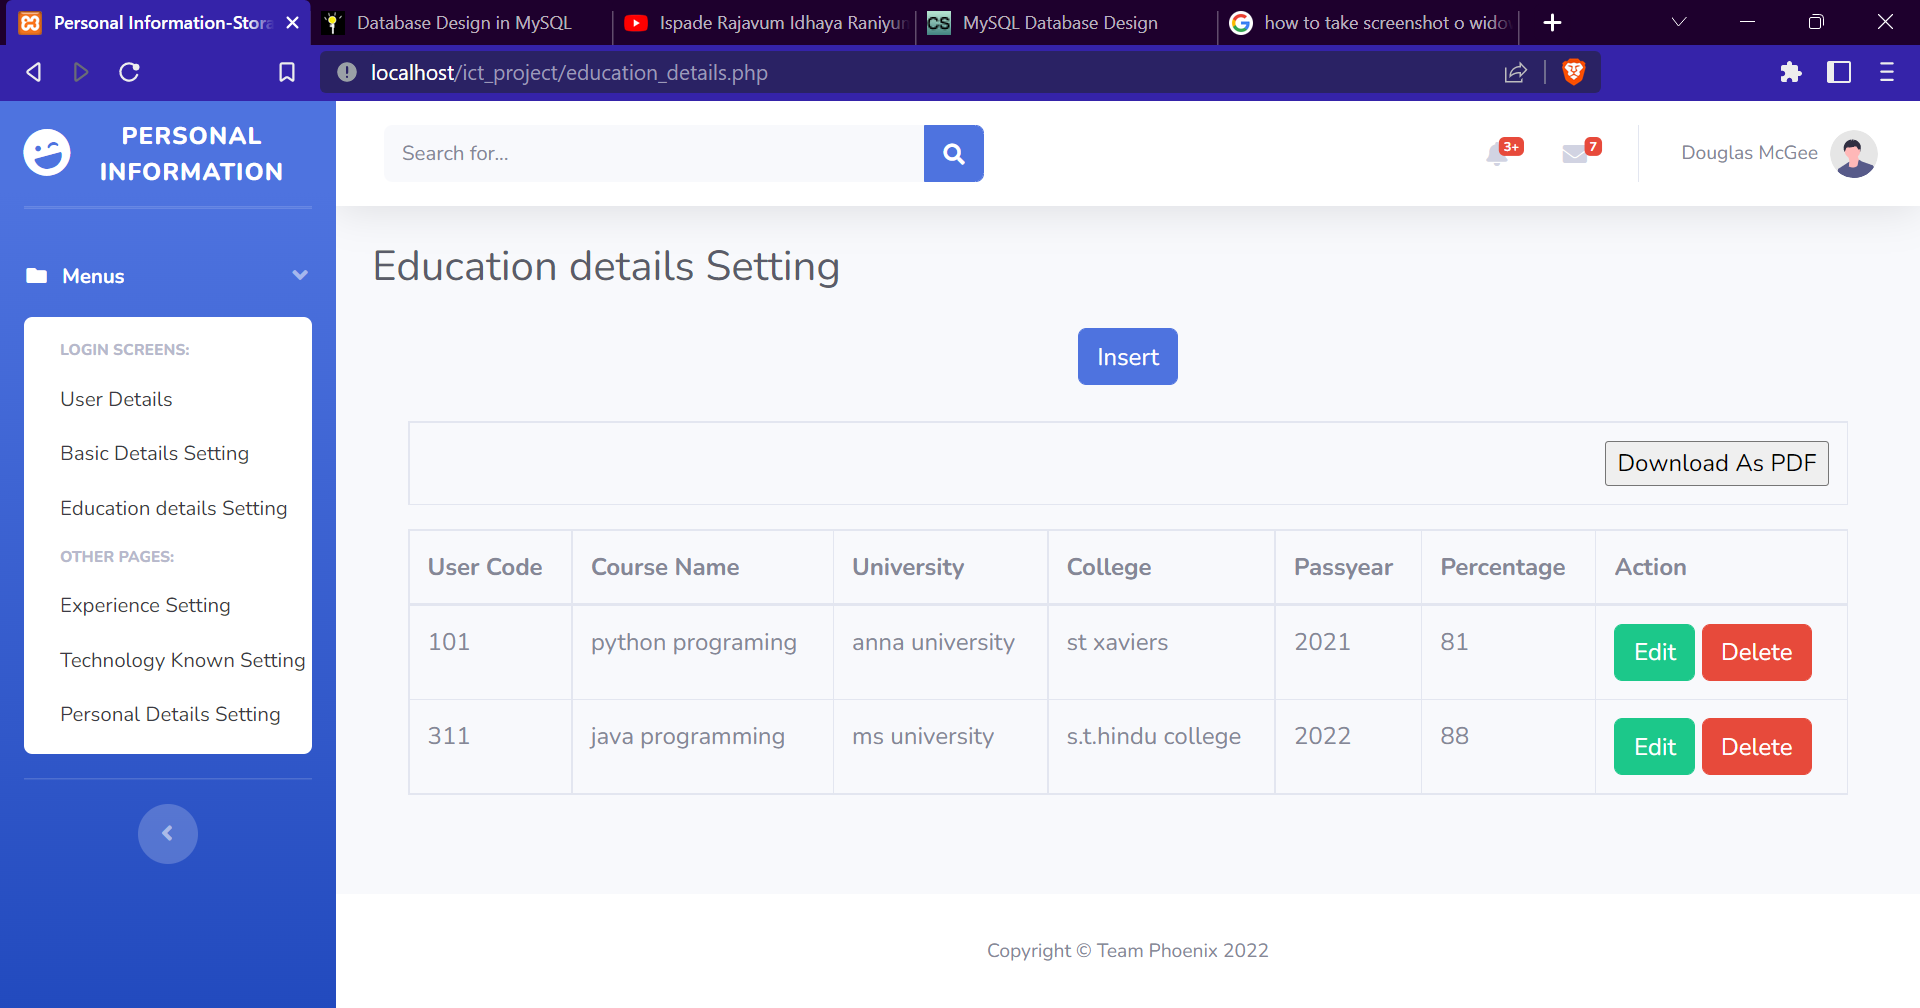 Personal Information-Stora
Database Design in MySQL
Ispade Rajavum Idhaya Raniyun
CS MySQL Database Design
how to take screenshot o wido
localhost/ict_project/education_details.php
PERSONAL
INFORMATION
Search for...
3+
7
Douglas McGee
Menus
LOGIN SCREENS:
User Details
Basic Details Setting
Education details Setting
OTHER PAGES:
Experience Setting
Technology Known Setting
Personal Details Setting
Education details Setting
Insert
Download As PDF
User Code Course Name University College Passyear Percentage Action
101 python programing anna university st xaviers 2021 81 Edit Delete
311 java programming ms university s.t.hindu college 2022 88 Edit Delete
Copyright © Team Phoenix 2022